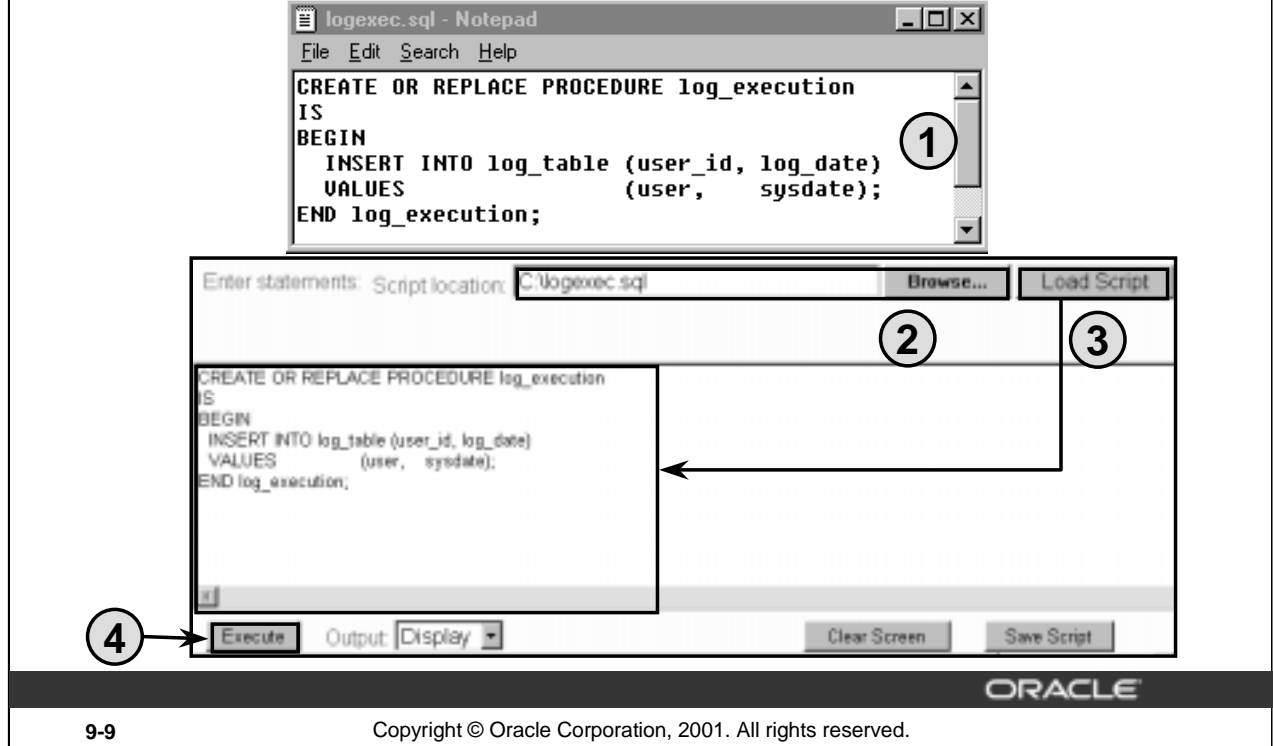 logexec.sql - Notepad
File Edit Search Help
CREATE OR REPLACE PROCEDURE log_execution
IS
BEGIN
  INSERT INTO log_table (user_id, log_date)
  VALUES               (user,    sysdate);
END log_execution;
1
Enter statements: Script location: C:\logexec.sql Browse... Load Script
2 3
CREATE OR REPLACE PROCEDURE log_execution
IS
BEGIN
  INSERT INTO log_table (user_id, log_date)
  VALUES               (user,    sysdate);
END log_execution;
4 Execute Output: Display Clear Screen Save Script
ORACLE
9-9 Copyright © Oracle Corporation, 2001. All rights reserved.